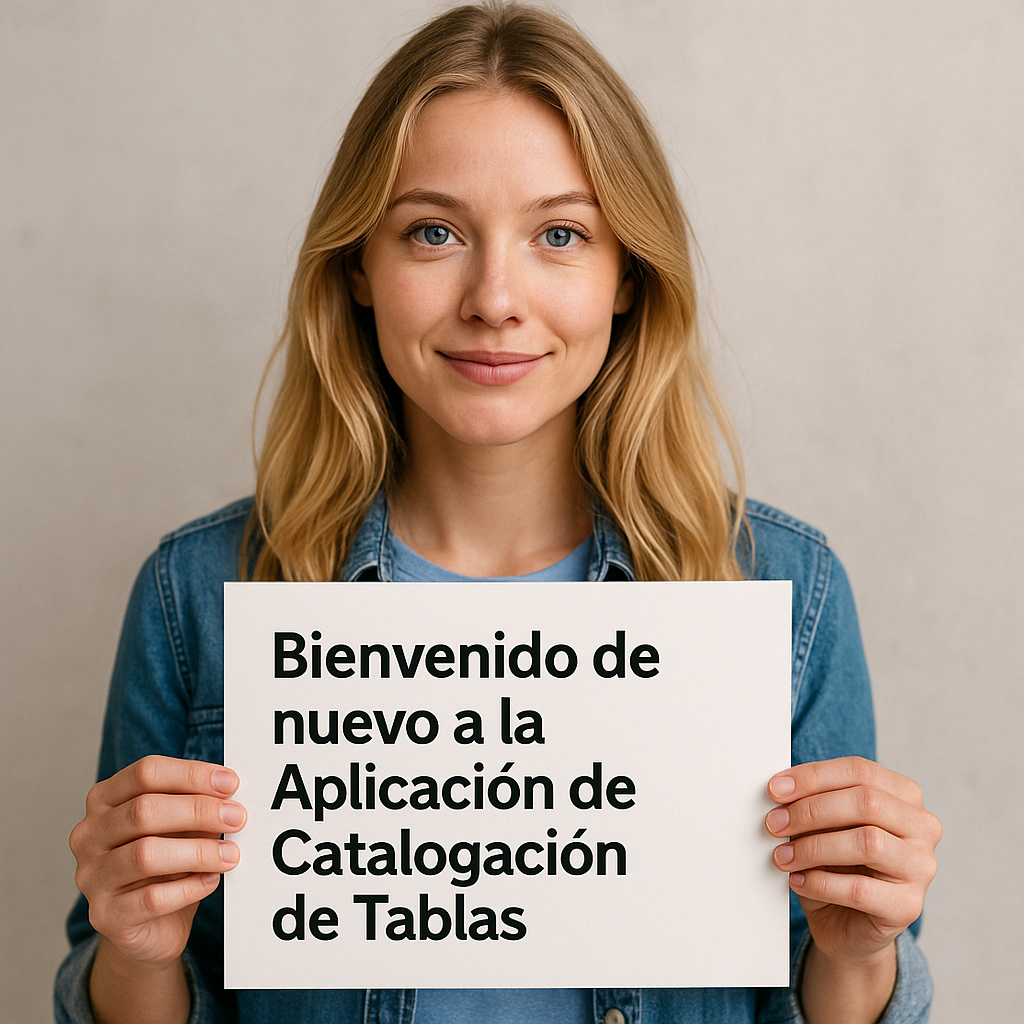 Bienvenido de
nuevo a la
Aplicación de
Catalogación
de Tablas